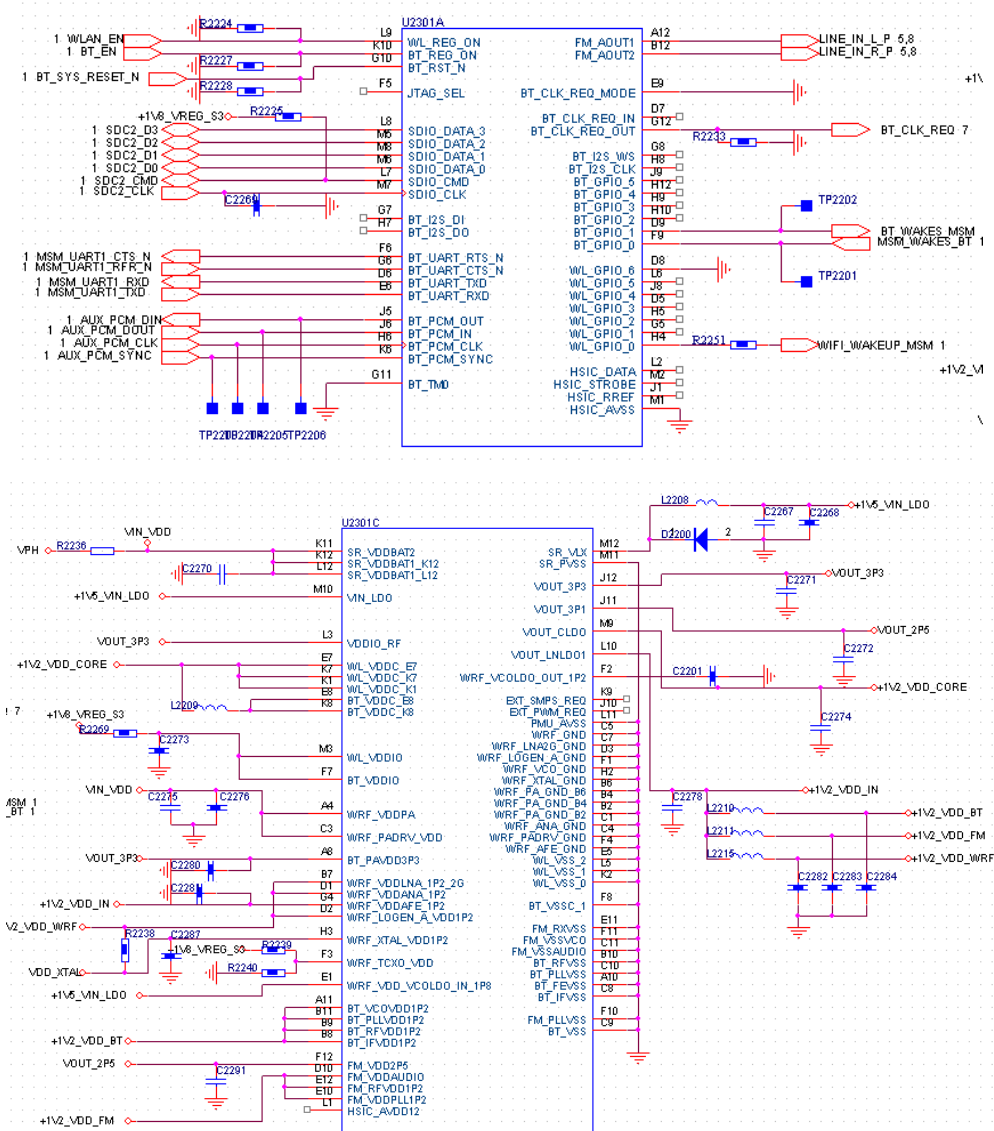 R2224
U2301A
1 WLAN_EN
L9
WL_REG_ON
FM_AOUT1
A12
LINE_IN_L_P 5,8
1 BT_EN
K10
BT_REG_ON
FM_AOUT2
B12
LINE_IN_R_P 5,8
R2227
G10
BT_RST_N
1 BT_SYS_RESET_N
R2228
F5
JTAG_SEL
BT_CLK_REQ_MODE
E9
+1V8_VREG_S3
R2225
BT_CLK_REQ_IN
D7
1 SDC2_D3
L8
SDIO_DATA_3
BT_CLK_REQ_OUT
G12
BT_CLK_REQ 7
1 SDC2_D2
M5
SDIO_DATA_2
R2233
1 SDC2_D1
M8
SDIO_DATA_1
BT_I2S_WS
G8
1 SDC2_D0
M6
SDIO_DATA_0
BT_I2S_CLK
H8
1 SDC2_CMD
L7
SDIO_CMD
BT_GPIO_5
J9
1 SDC2_CLK
M7
SDIO_CLK
BT_GPIO_4
H12
C2269
BT_GPIO_3
H9
TP2202
G7
BT_I2S_DI
BT_GPIO_2
H10
H7
BT_I2S_DO
BT_GPIO_1
D9
BT_WAKES_MSM
BT_GPIO_0
F9
MSM_WAKES_BT 1
1 MSM_UART1_CTS_N
F6
BT_UART_RTS_N
1 MSM_UART1_RFR_N
G6
BT_UART_CTS_N
WL_GPIO_6
D8
1 MSM_UART1_RXD
D6
BT_UART_TXD
WL_GPIO_5
L6
TP2201
1 MSM_UART1_TXD
E6
BT_UART_RXD
WL_GPIO_4
J8
WL_GPIO_3
D5
1 AUX_PCM_DIN
J5
BT_PCM_OUT
WL_GPIO_2
H5
1 AUX_PCM_DOUT
J6
BT_PCM_IN
WL_GPIO_1
G5
1 AUX_PCM_CLK
H6
BT_PCM_CLK
WL_GPIO_0
H4
R2251
WIFI_WAKEUP_MSM 1
1 AUX_PCM_SYNC
K6
BT_PCM_SYNC
HSIC_DATA
L2
G11
BT_TM0
HSIC_STROBE
M2
HSIC_RREF
J1
HSIC_AVSS
M1
TP2205
TP2206
U2301C
L2208
C2267
C2268
+1V5_VIN_LDO
VIN_VDD
D2200
2
VPH
R2236
K11
SR_VDDBAT2
SR_VLX
M12
K12
SR_VDDBAT1_K12
SR_PVSS
M11
C2270
L12
SR_VDDBAT1_L12
VOUT_3P3
J12
C2271
VOUT_3P3
+1V5_VIN_LDO
M10
VIN_LDO
VOUT_3P1
J11
VOUT_2P5
VOUT_3P3
L3
VDDIO_RF
VOUT_CLDO
M9
C2272
+1V2_VDD_CORE
E7
WL_VDDC_E7
VOUT_LNLDO1
L10
K7
WL_VDDC_K7
WRF_VCOLDO_OUT_1P2
F2
C2201
K1
WL_VDDC_K1
+1V2_VDD_CORE
E8
BT_VDDC_E8
EXT_SMPS_REQ
K9
L2209
K8
BT_VDDC_K8
EXT_PWM_REQ
J10
C2274
+1V8_VREG_S3
PMU_AVSS
L11
R2269
C2273
WRF_GND
C5
M3
WL_VDDIO
WRF_LNA2G_GND
C7
F7
BT_VDDIO
WRF_LOGEN_A_GND
D3
WRF_VCO_GND
F1
WRF_XTAL_GND
H2
VIN_VDD
C2275
C2276
WRF_PA_GND_B6
B6
C2278
+1V2_VDD_IN
A4
WRF_VDDPA
WRF_PA_GND_B4
B4
L2210
+1V2_VDD_BT
WRF_PA_GND_B2
B2
C3
WRF_PADRV_VDD
WRF_ANA_GND
C1
L2211
+1V2_VDD_FM
WRF_PADRV_GND
C4
VOUT_3P3
A8
BT_PAVDD3P3
WRF_AFE_GND
F4
L2215
+1V2_VDD_WRF
C2280
WL_VSS_2
E5
B7
WRF_VDDLNA_1P2_2G
WL_VSS_1
L5
C2282
C2283
C2284
D1
WRF_VDDANA_1P2
WL_VSS_0
K2
+1V2_VDD_IN
G4
WRF_VDDAFE_1P2
D2
WRF_LOGEN_A_VDD1P2
BT_VSSC_1
F8
R2238
C2287
H3
WRF_XTAL_VDD1P2
FM_RXVSS
E11
+1V8_VREG_S3
R2239
FM_VSSVCO
F11
VDD_XTAL
R2240
F3
WRF_TCXO_VDD
FM_VSSAUDIO
C11
BT_RFVSS
B10
+1V5_VIN_LDO
E1
WRF_VDD_VCOLDO_IN_1P8
BT_PLLVSS
C10
A11
BT_VCOVDD1P2
BT_FEVSS
A10
B11
BT_PLLVDD1P2
BT_IFVSS
C8
B9
BT_RFVDD1P2
FM_PLLVSS
F10
+1V2_VDD_BT
B8
BT_IFVDD1P2
BT_VSS
C9
VOUT_2P5
F12
FM_VDD2P5
C2291
D10
FM_VDDAUDIO
E12
FM_RFVDD1P2
E10
FM_VDDPLL1P2
+1V2_VDD_FM
L1
HSIC_AVDD12